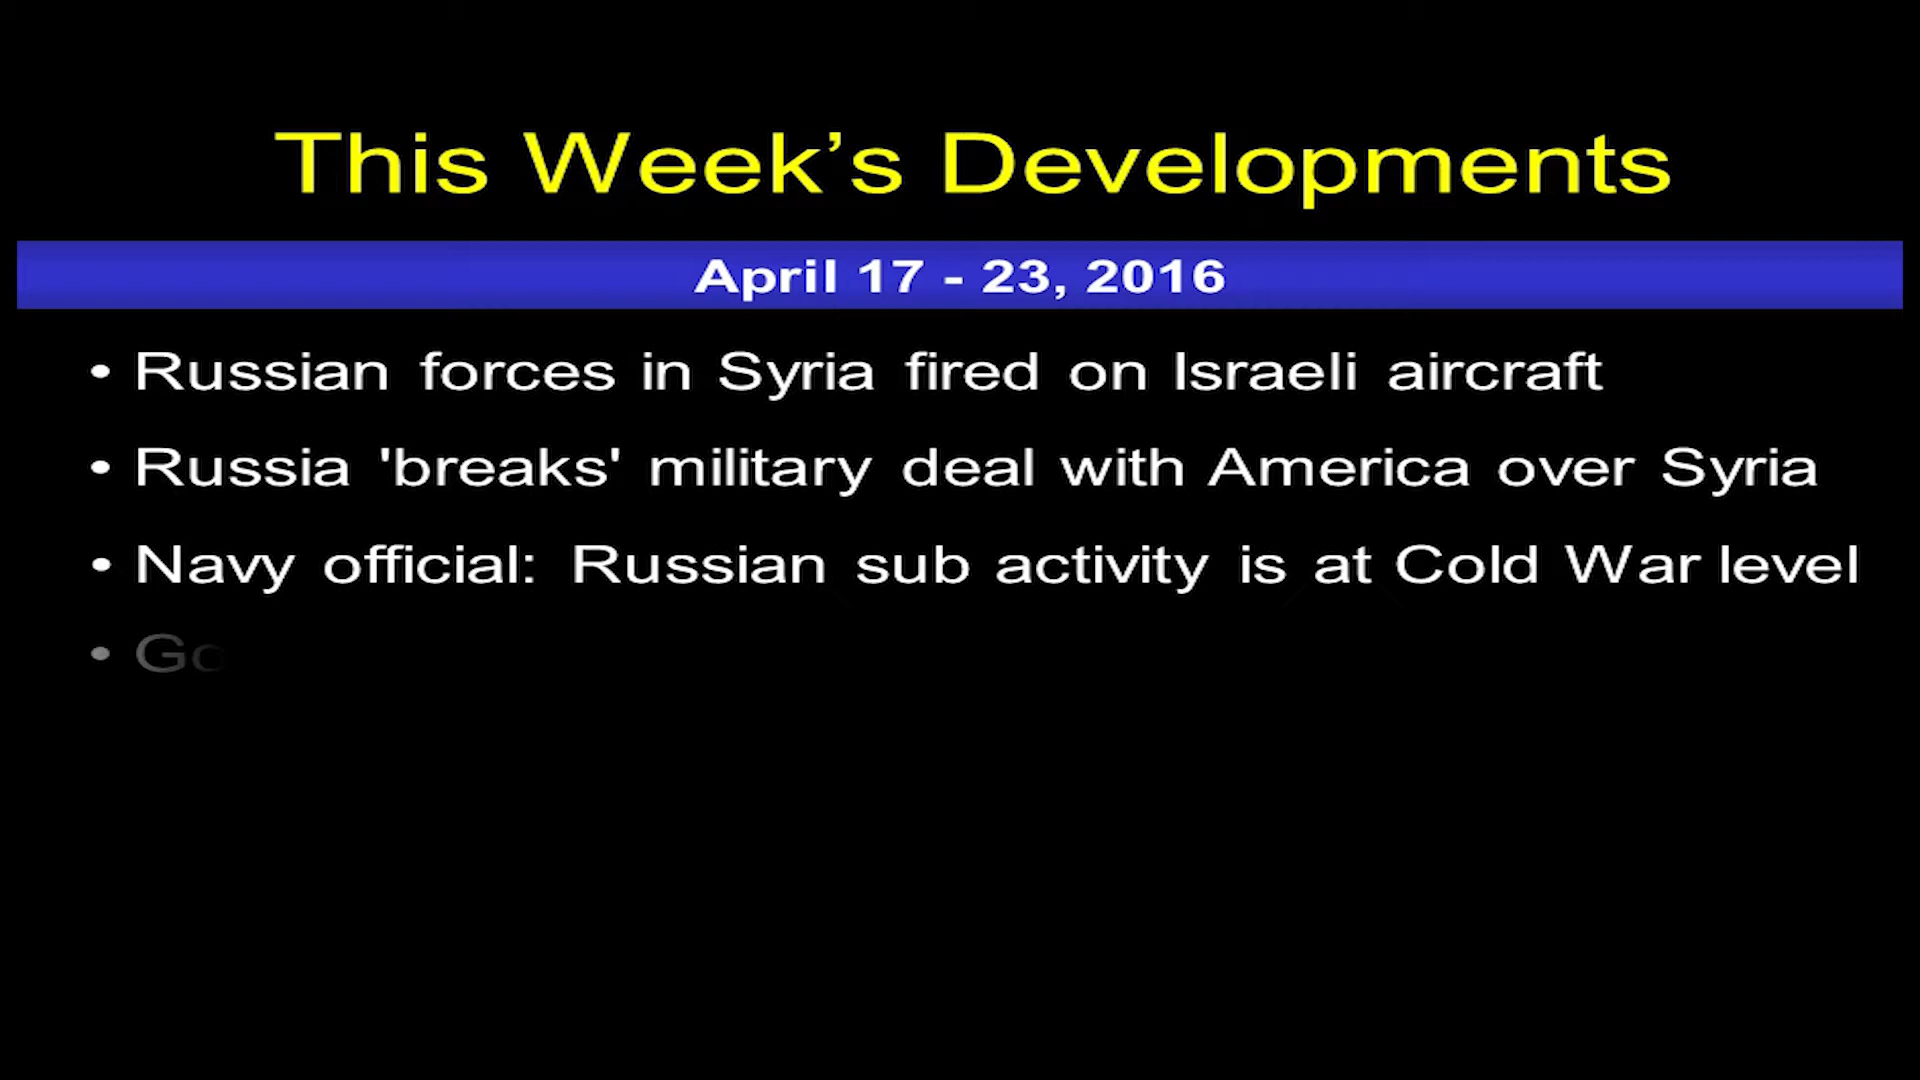 This Week’s Developments
April 17 - 23, 2016
• Russian forces in Syria fired on Israeli aircraft
• Russia 'breaks' military deal with America over Syria
• Navy official: Russian sub activity is at Cold War level
• Go